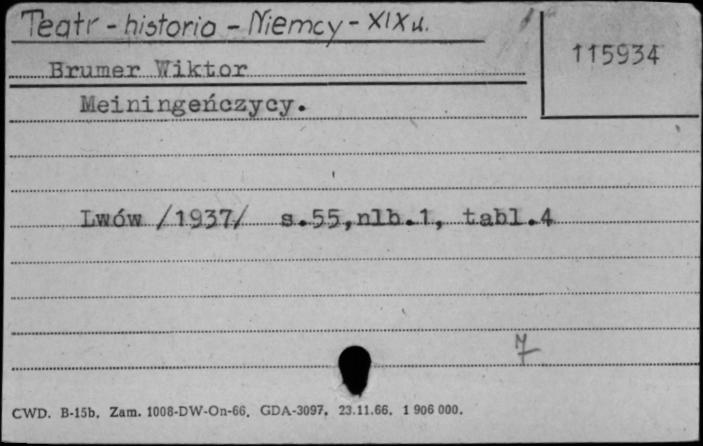 Teatr - historia - Niemcy - XIX w.
115934
Brumer Wiktor
Meiningeńczycy.
Lwów /1937/ s.55,nlb.1, tabl.4
CWD. B-15b. Zam. 1008-DW-On-66. GDA-3097. 23.11.66. 1 906 000.